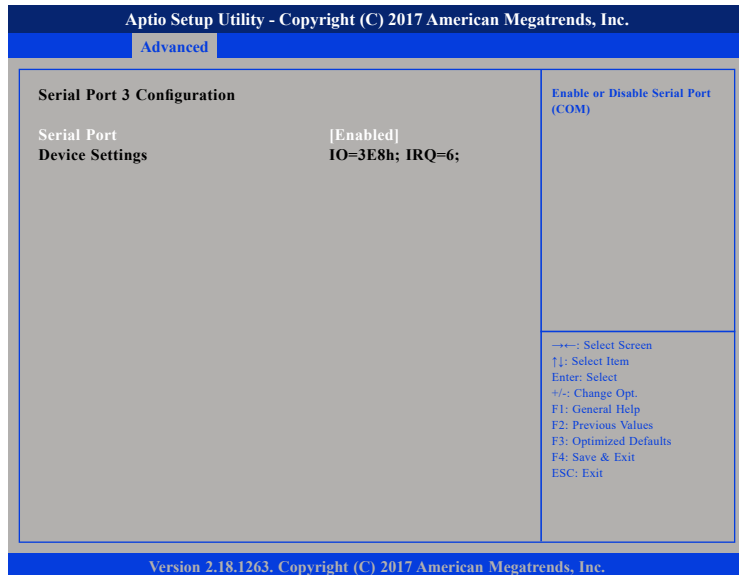 Aptio Setup Utility - Copyright (C) 2017 American Megatrends, Inc.
Advanced
Serial Port 3 Configuration
Serial Port [Enabled]
Device Settings IO=3E8h; IRQ=6;
Enable or Disable Serial Port
(COM)
→←: Select Screen
↑↓: Select Item
Enter: Select
+/-: Change Opt.
F1: General Help
F2: Previous Values
F3: Optimized Defaults
F4: Save & Exit
ESC: Exit
Version 2.18.1263. Copyright (C) 2017 American Megatrends, Inc.